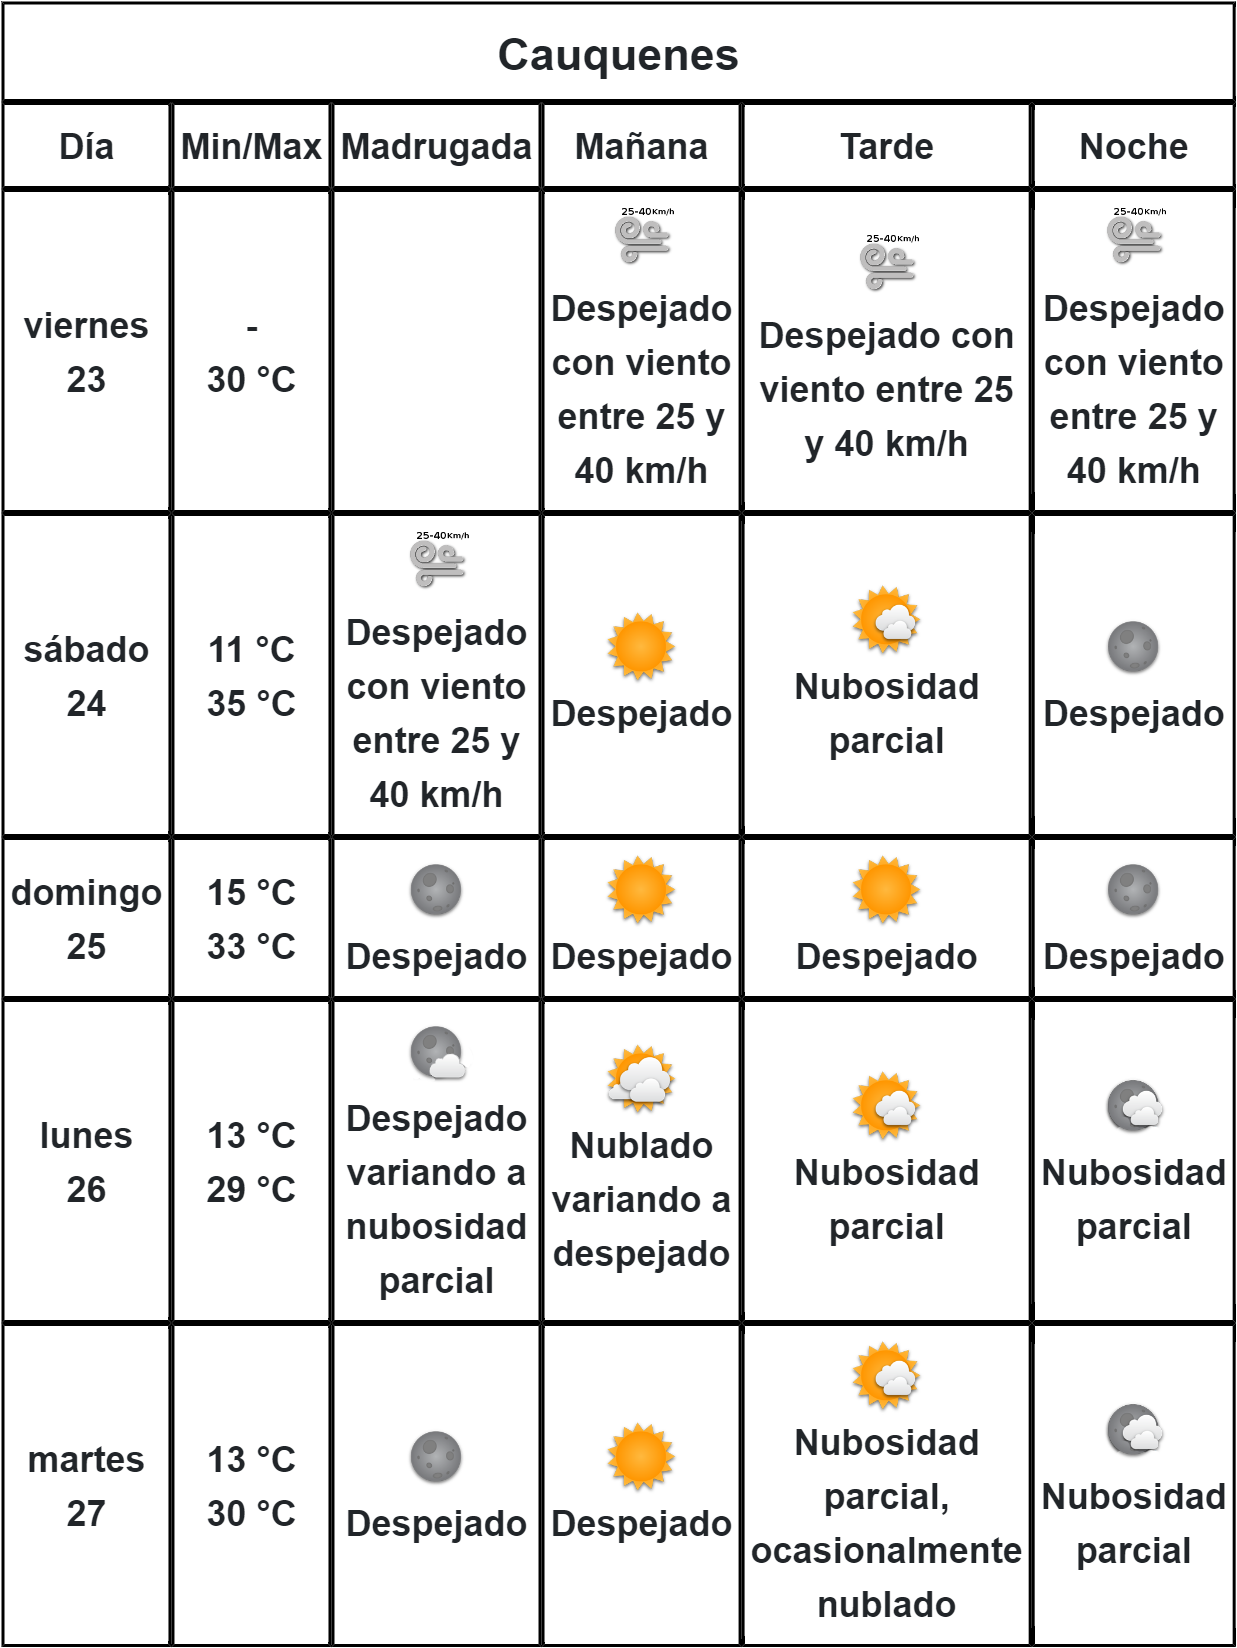 Cauquenes
Día Min/Max Madrugada Mañana Tarde Noche
viernes
23
-
30 °C
25-40Km/h
Despejado
con viento
entre 25 y
40 km/h
25-40Km/h
Despejado con
viento entre 25
y 40 km/h
25-40Km/h
Despejado
con viento
entre 25 y
40 km/h
sábado
24
11 °C
35 °C
25-40Km/h
Despejado
con viento
entre 25 y
40 km/h
Despejado
Nubosidad
parcial
Despejado
domingo
25
15 °C
33 °C
Despejado
Despejado
Despejado
Despejado
lunes
26
13 °C
29 °C
Despejado
variando a
nubosidad
parcial
Nublado
variando a
despejado
Nubosidad
parcial
Nubosidad
parcial
martes
27
13 °C
30 °C
Despejado
Despejado
Nubosidad
parcial,
ocasionalmente
nublado
Nubosidad
parcial